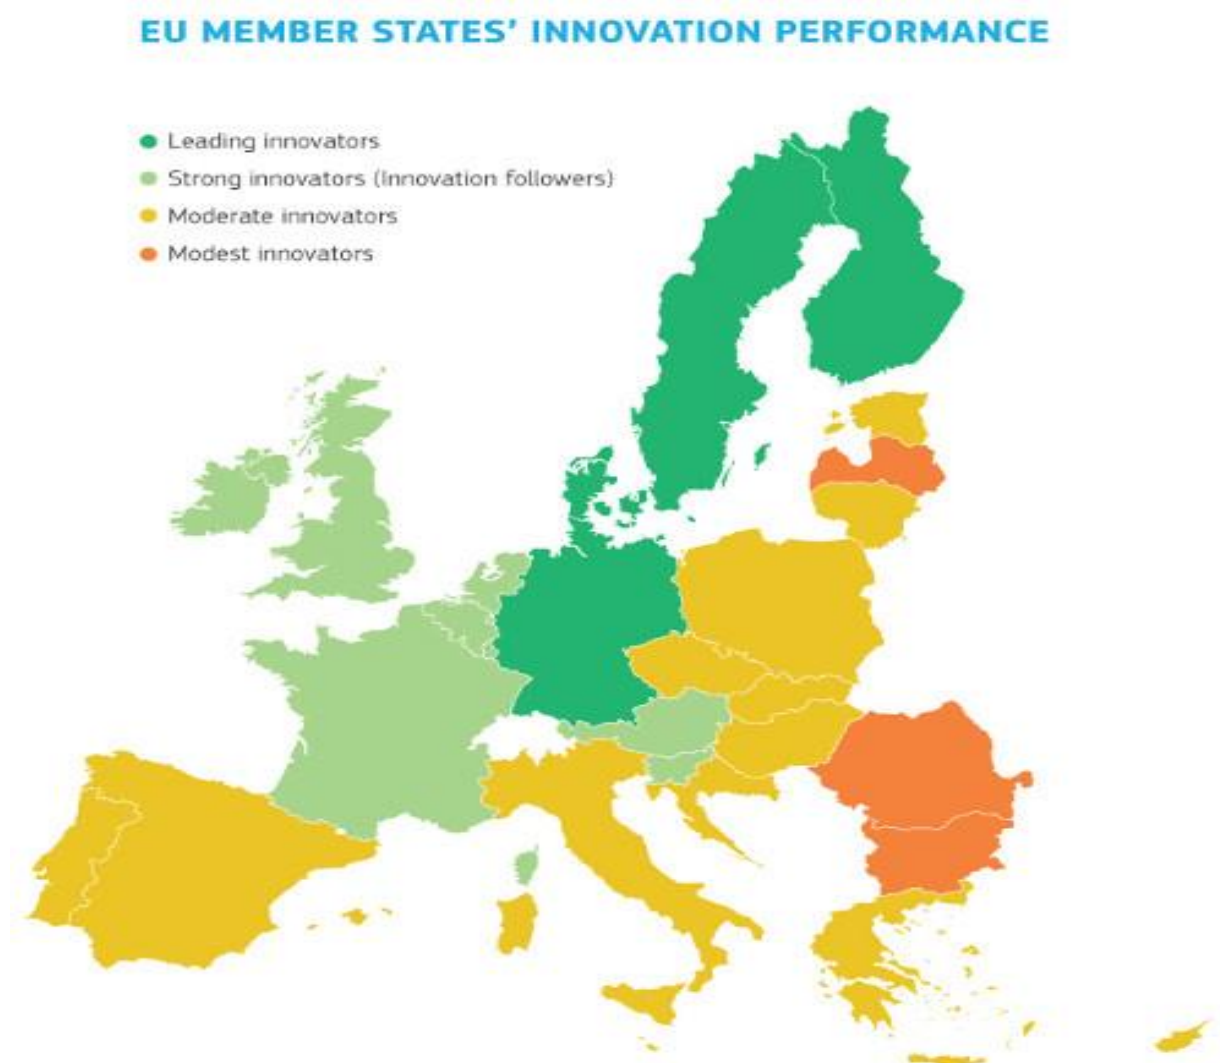 EU MEMBER STATES’ INNOVATION PERFORMANCE
Leading innovators
Strong innovators (Innovation followers)
Moderate innovators
Modest innovators